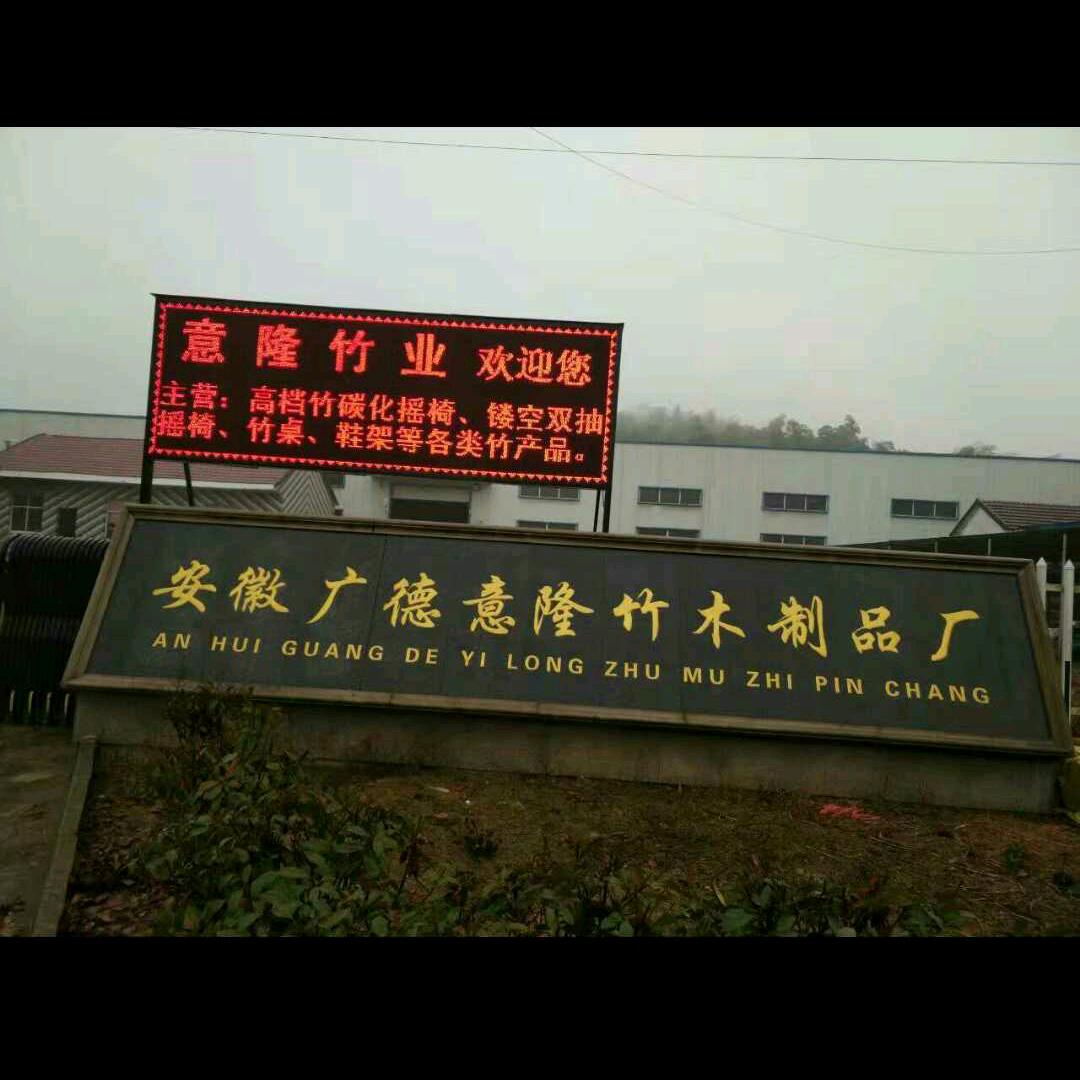 意隆竹业 欢迎您
主营：高档竹碳化摇椅、镂空双抽
摇椅、竹桌、鞋架等各类竹产品。
安徽广德意隆竹木制品厂
AN HUI GUANG DE YI LONG ZHU MU ZHI PIN CHANG